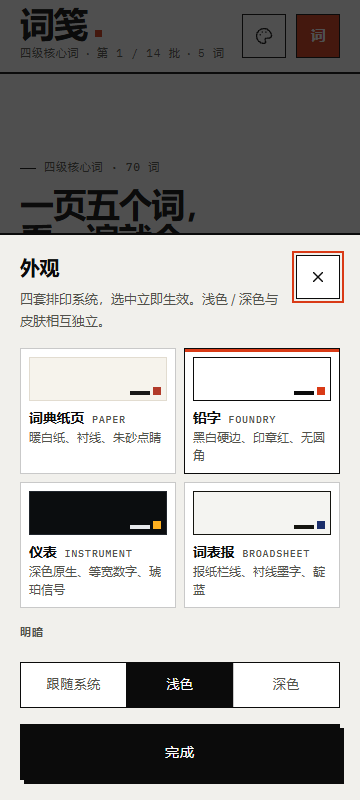 词笺.
四级核心词 · 第 1 / 14 批 · 5 词
词
四级核心词 · 70 词
一页五个词，
看一遍就会
外观
四套排印系统，选中立即生效。浅色 / 深色与
皮肤相互独立。
词典纸页 PAPER
暖白纸、衬线、朱砂点睛
铅字 FOUNDRY
黑白硬边、印章红、无圆
角
仪表 INSTRUMENT
深色原生、等宽数字、琥
珀信号
词表报 BROADSHEET
报纸栏线、衬线墨字、靛
蓝
明暗
跟随系统
浅色
深色
完成